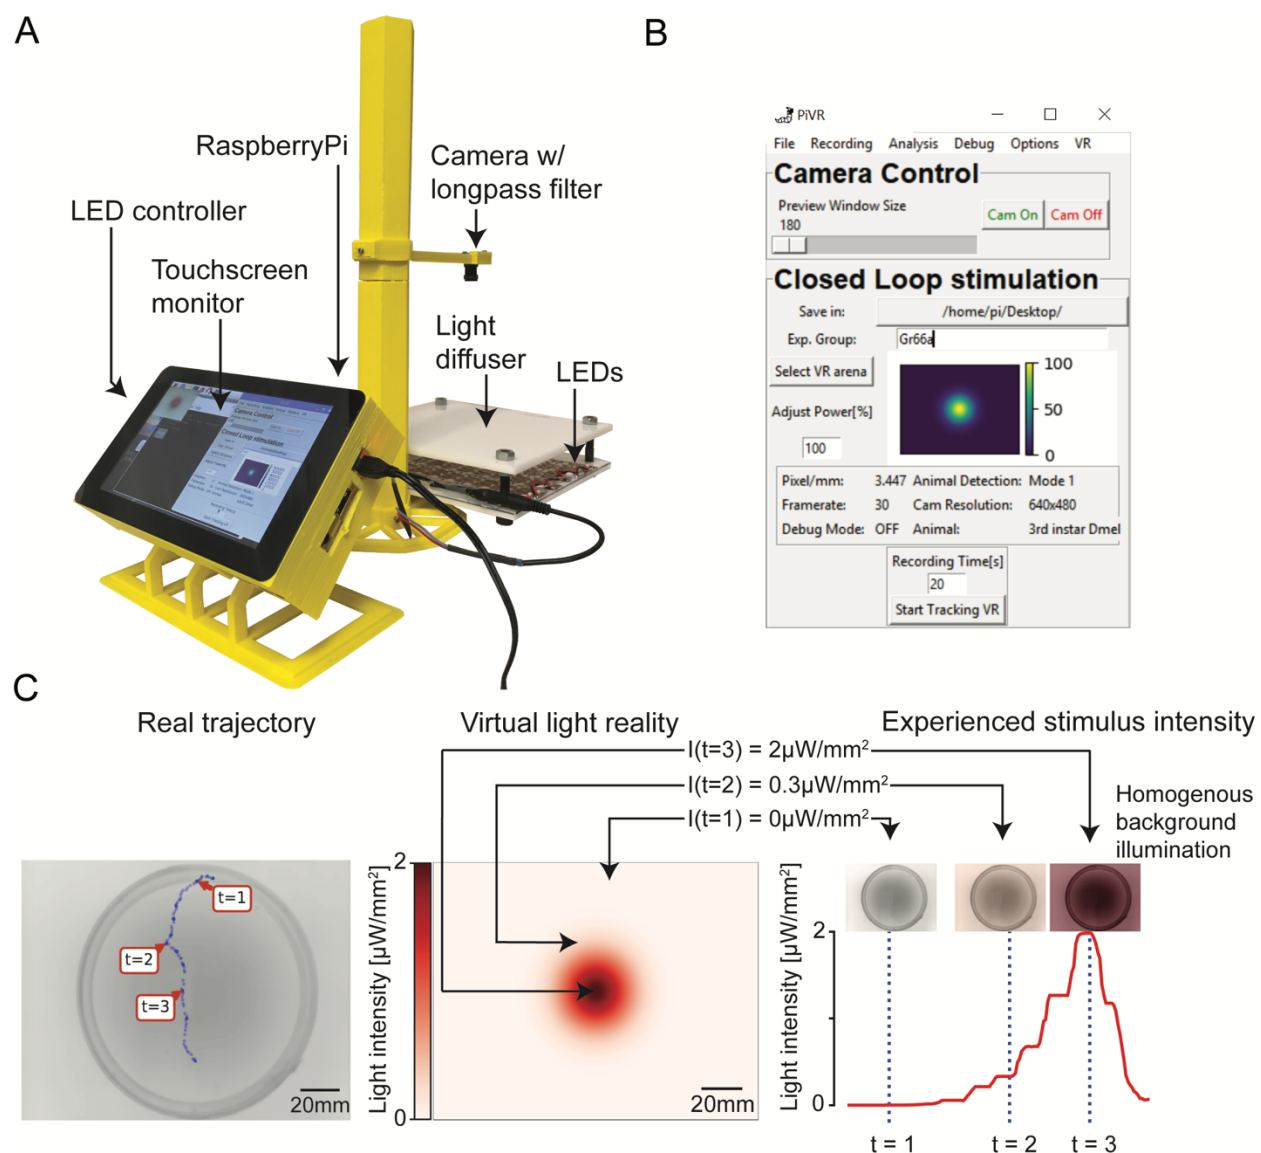 A
RaspberryPi
Camera w/
longpass filter
LED controller
Touchscreen
monitor
Light
diffuser
LEDs
Camera Control
Closed Loop stimulation
B
PiVR
File Recording Analysis Debug Options VR
Camera Control
Preview Window Size
180
Cam On Cam Off
Closed Loop stimulation
Save in: /home/pi/Desktop/
Exp. Group: Gr66a
Select VR arena
100
50
0
Adjust Power[%]
100
Pixel/mm: 3.447 Animal Detection: Mode 1
Framerate: 30 Cam Resolution: 640x480
Debug Mode: OFF Animal: 3rd instar Dmel
Recording Time[s]
20
Start Tracking VR
C
Real trajectory
t=1
t=2
t=3
20mm
Virtual light reality
I(t=3) = 2µW/mm²
I(t=2) = 0.3µW/mm²
I(t=1) = 0µW/mm²
2
Light intensity [µW/mm²]
0
20mm
Experienced stimulus intensity
Homogenous
background
illumination
2
Light intensity [µW/mm²]
0
t = 1 t = 2 t = 3